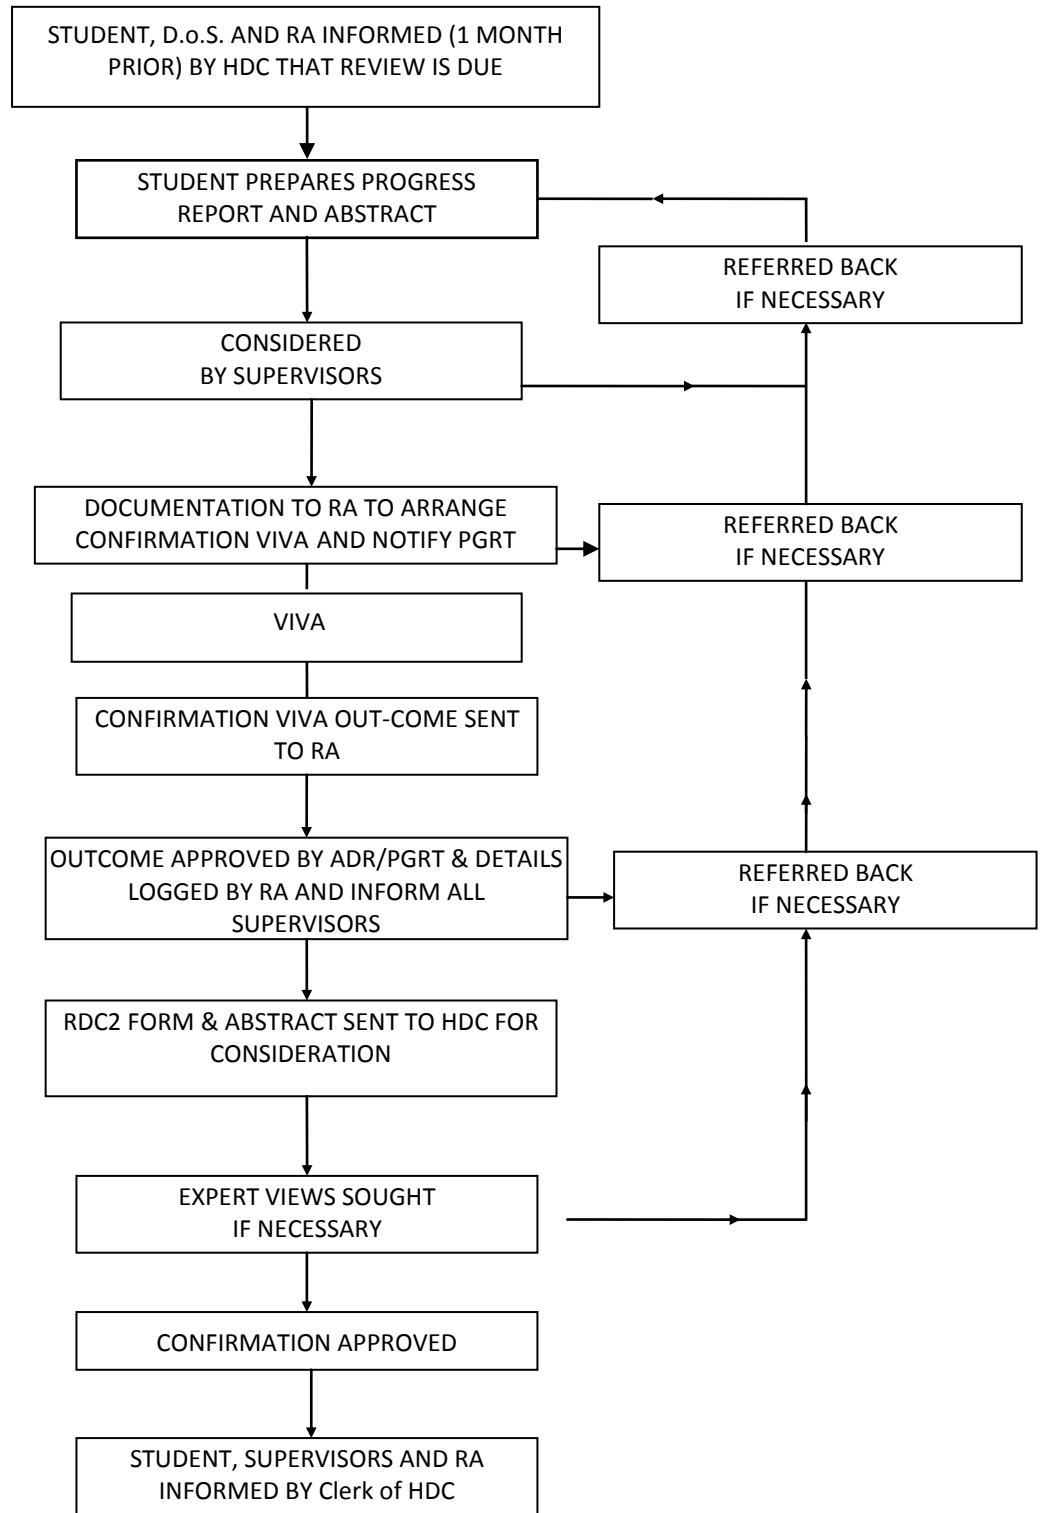 STUDENT, D.o.S. AND RA INFORMED (1 MONTH
PRIOR) BY HDC THAT REVIEW IS DUE
STUDENT PREPARES PROGRESS
REPORT AND ABSTRACT
REFERRED BACK
IF NECESSARY
CONSIDERED
BY SUPERVISORS
DOCUMENTATION TO RA TO ARRANGE
CONFIRMATION VIVA AND NOTIFY PGRT
REFERRED BACK
IF NECESSARY
VIVA
CONFIRMATION VIVA OUT-COME SENT
TO RA
OUTCOME APPROVED BY ADR/PGRT & DETAILS
LOGGED BY RA AND INFORM ALL
SUPERVISORS
REFERRED BACK
IF NECESSARY
RDC2 FORM & ABSTRACT SENT TO HDC FOR
CONSIDERATION
EXPERT VIEWS SOUGHT
IF NECESSARY
CONFIRMATION APPROVED
STUDENT, SUPERVISORS AND RA
INFORMED BY Clerk of HDC